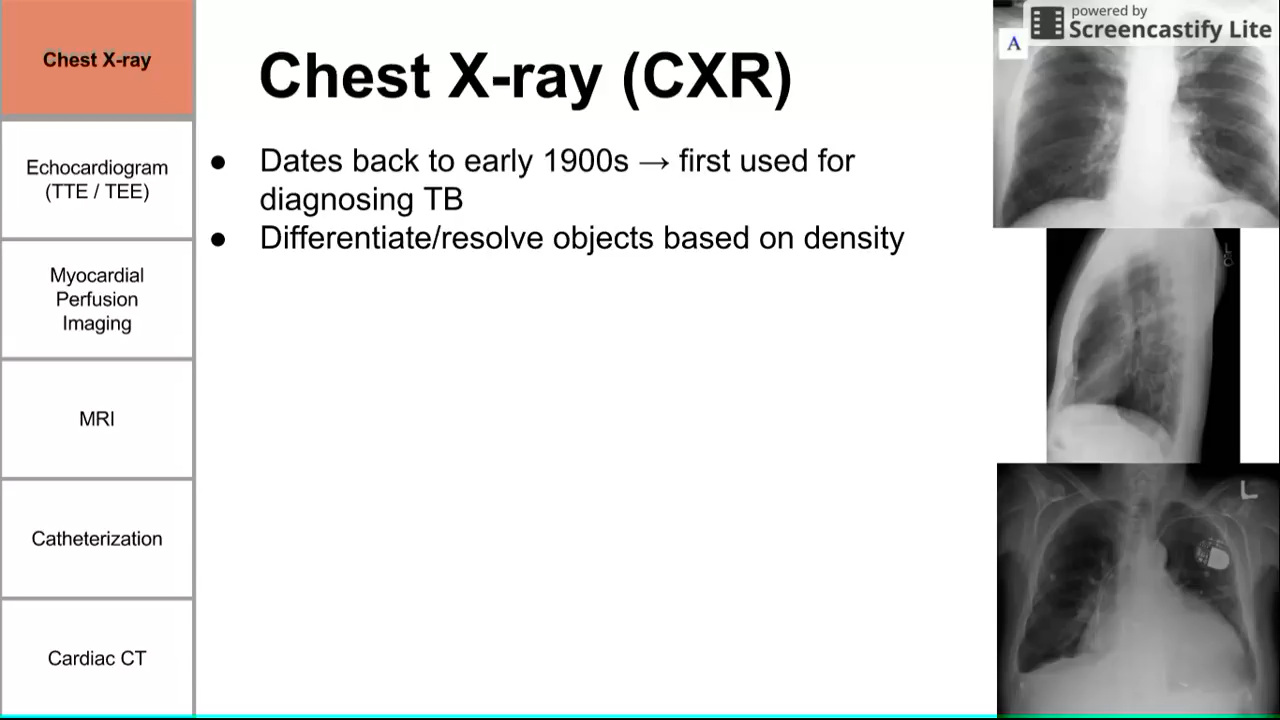 powered by
Screencastify Lite
Chest X-ray
Echocardiogram
(TTE / TEE)
Myocardial
Perfusion
Imaging
MRI
Catheterization
Cardiac CT
Chest X-ray (CXR)
● Dates back to early 1900s → first used for
diagnosing TB
● Differentiate/resolve objects based on density
A
L
L